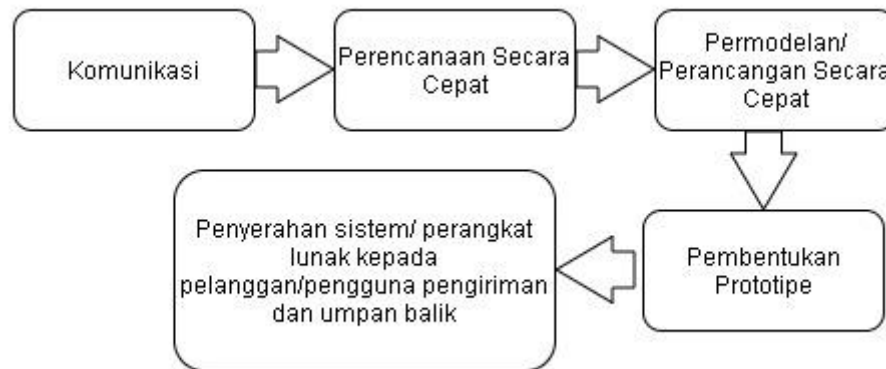 Komunikasi
Perencanaan Secara
Cepat
Permodelan/
Perancangan Secara
Cepat
Pembentukan
Prototipe
Penyerahan sistem/ perangkat
lunak kepada
pelanggan/pengguna pengiriman
dan umpan balik